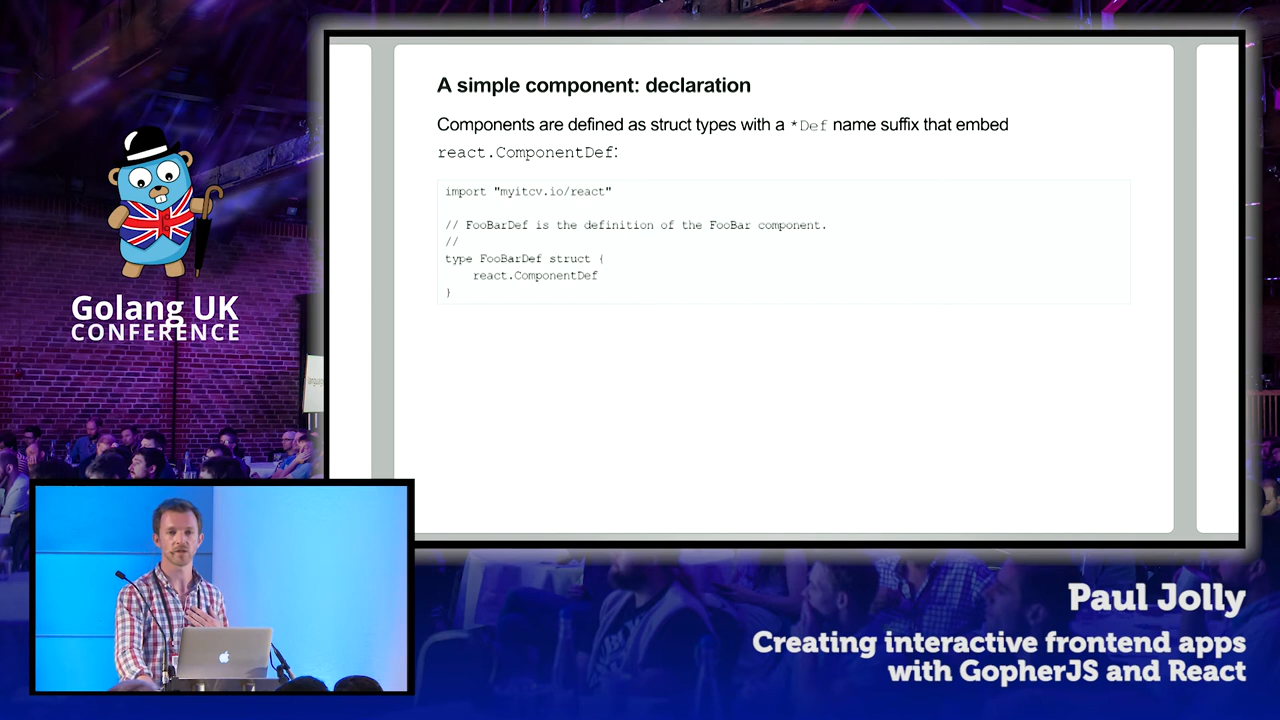 A simple component: declaration
Components are defined as struct types with a *Def name suffix that embed
react.ComponentDef:
import "myitcv.io/react"
// FooBarDef is the definition of the FooBar component.
//
type FooBarDef struct {
react.ComponentDef
}
Golang UK
CONFERENCE
Paul Jolly
Creating interactive frontend apps
with GopherJS and React